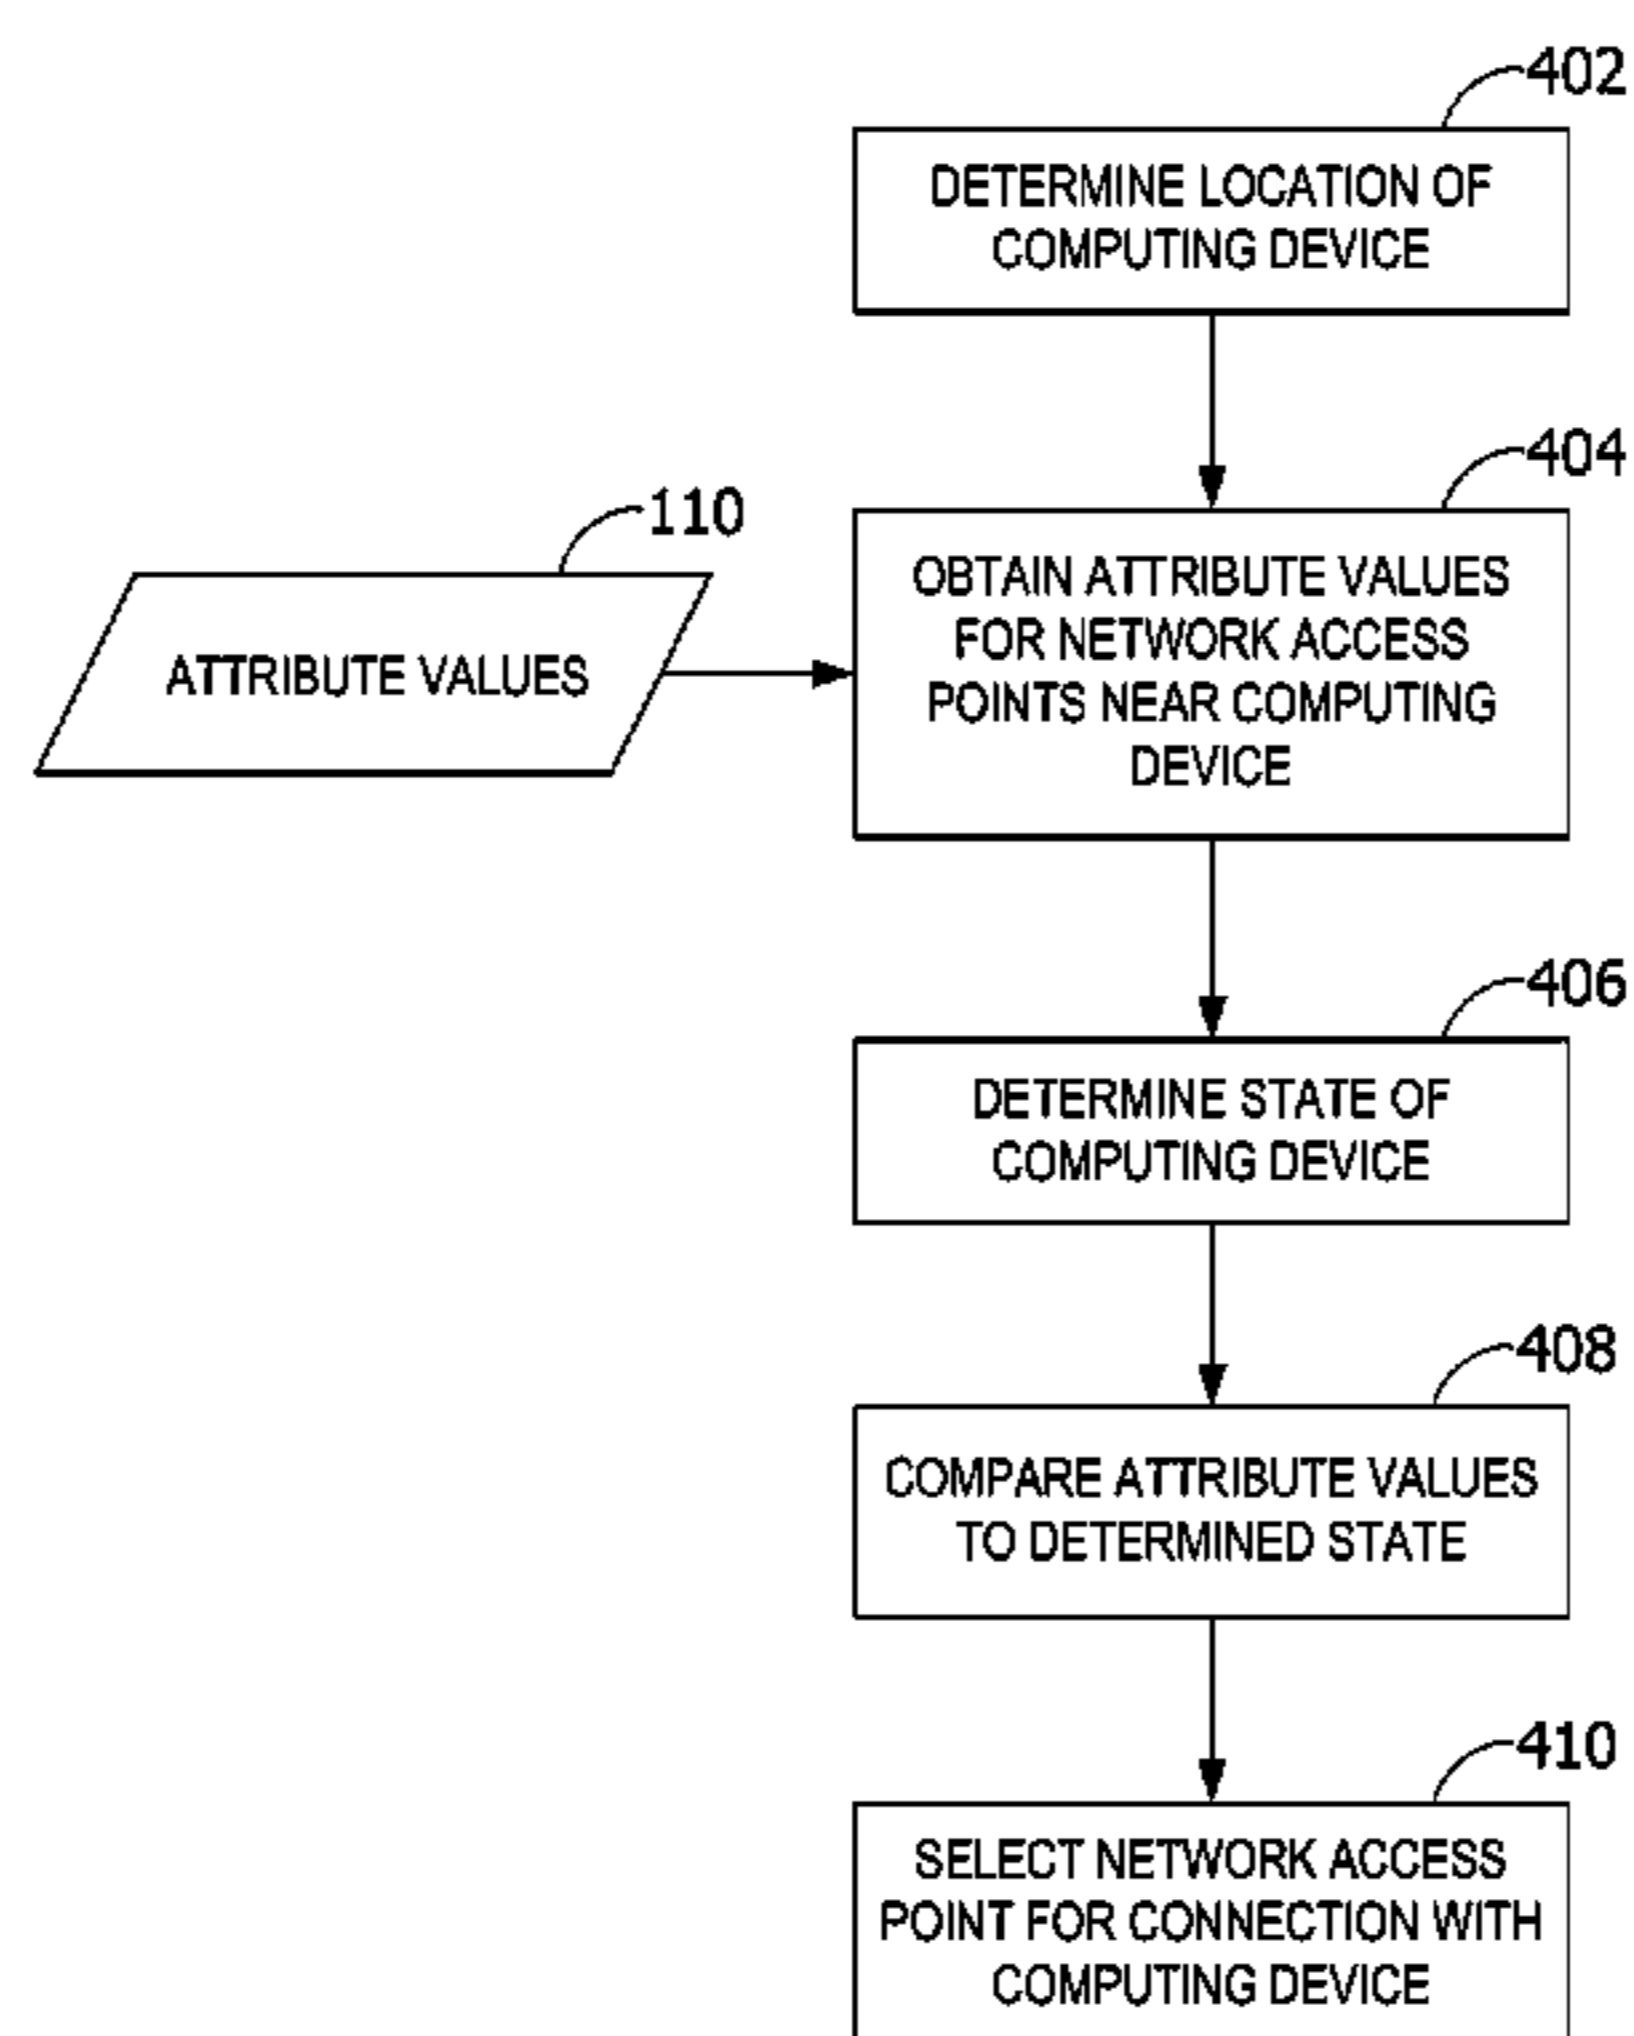 402
DETERMINE LOCATION OF
COMPUTING DEVICE
404
110
OBTAIN ATTRIBUTE VALUES
FOR NETWORK ACCESS
POINTS NEAR COMPUTING
DEVICE
ATTRIBUTE VALUES
406
DETERMINE STATE OF
COMPUTING DEVICE
408
COMPARE ATTRIBUTE VALUES
TO DETERMINED STATE
410
SELECT NETWORK ACCESS
POINT FOR CONNECTION WITH
COMPUTING DEVICE